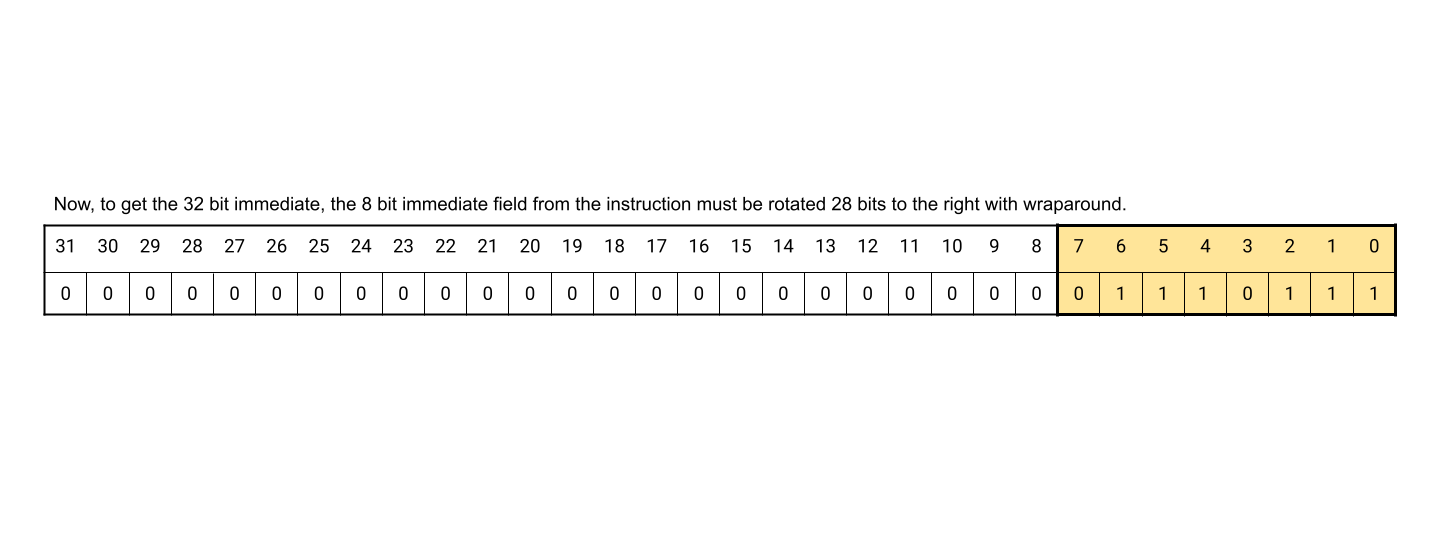 Now, to get the 32 bit immediate, the 8 bit immediate field from the instruction must be rotated 28 bits to the right with wraparound.
31 30 29 28 27 26 25 24 23 22 21 20 19 18 17 16 15 14 13 12 11 10 9 8 7 6 5 4 3 2 1 0
0 0 0 0 0 0 0 0 0 0 0 0 0 0 0 0 0 0 0 0 0 0 0 0 0 1 1 1 0 1 1 1